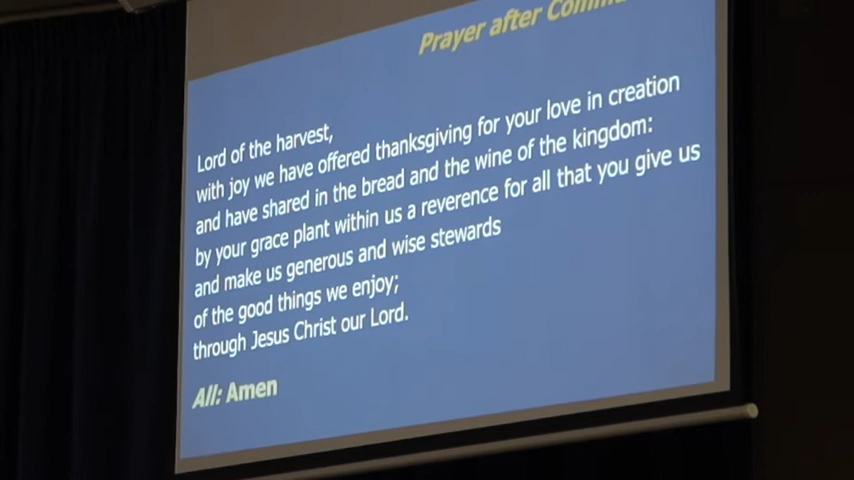 Prayer after
Lord of the harvest,
with joy we have offered thanksgiving for your love in creation
and have shared in the bread and the wine of the kingdom:
by your grace plant within us a reverence for all that you give us
and make us generous and wise stewards
of the good things we enjoy;
through Jesus Christ our Lord.
All: Amen